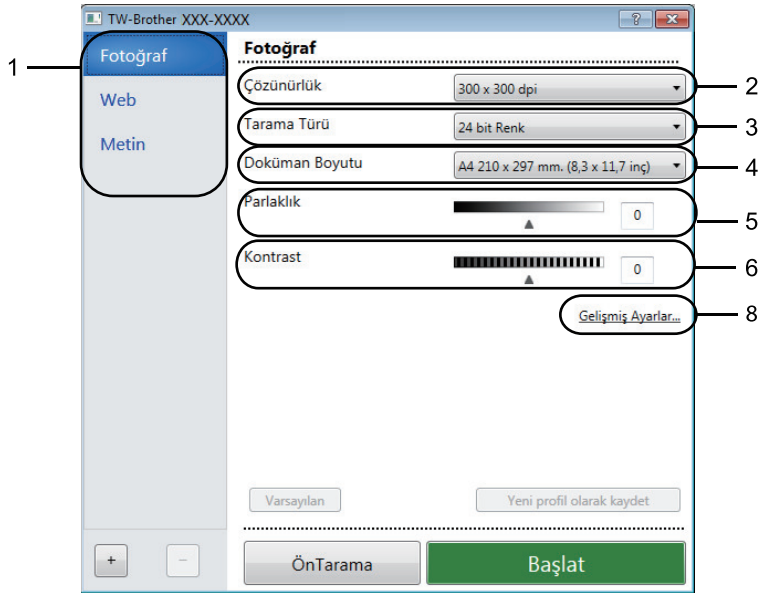 TW-Brother XXX-XXXX
?
1
Fotoğraf
Web
Metin
Fotoğraf
Çözünürlük
300 x 300 dpi
2
Tarama Türü
24 bit Renk
3
Doküman Boyutu
A4 210 x 297 mm. (8,3 x 11,7 inç)
4
Parlaklık
0
5
Kontrast
0
6
Gelişmiş Ayarlar...
8
Varsayılan
Yeni profil olarak kaydet
+
-
ÖnTarama
Başlat